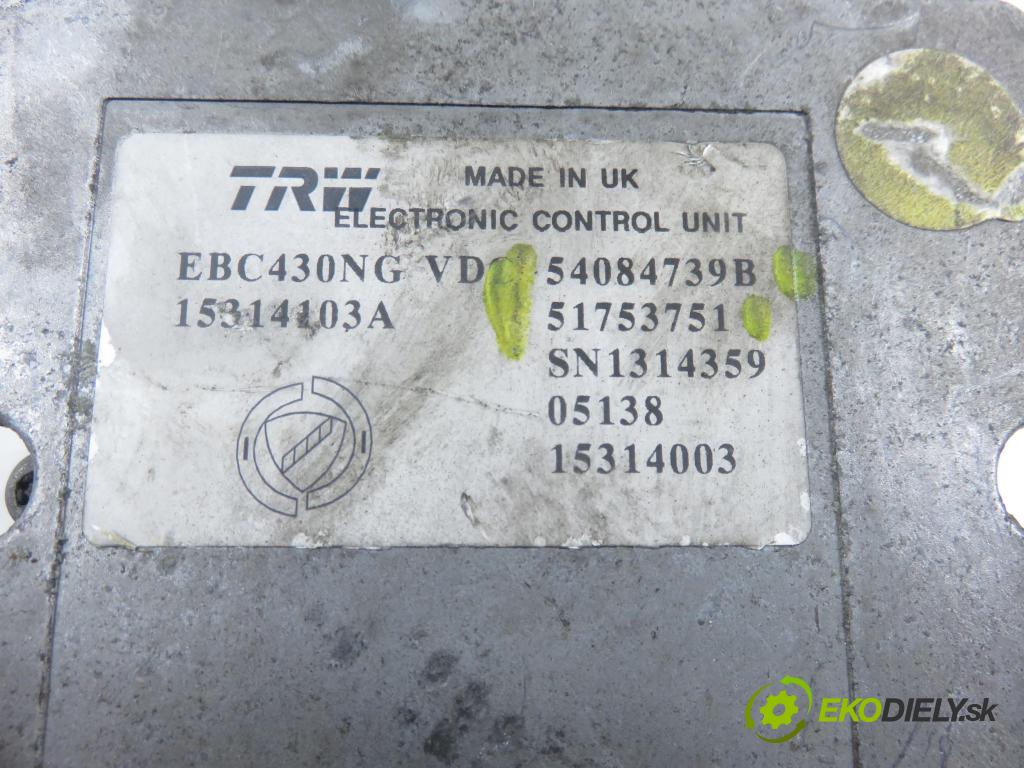 TRW MADE IN UK
ELECTRONIC CONTROL UNIT
EBC430NG 54084739B
15314103A 51753751
SN1314359
05138
15314003
EKODIELY.sk